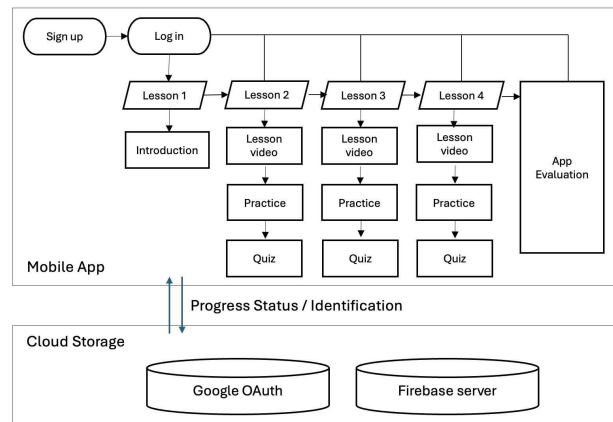 Sign up
Log in
Lesson 1
Lesson 2
Lesson 3
Lesson 4
Introduction
Lesson
video
Lesson
video
Lesson
video
App
Evaluation
Practice
Practice
Practice
Quiz
Quiz
Quiz
Mobile App
Progress Status / Identification
Cloud Storage
Google OAuth
Firebase server